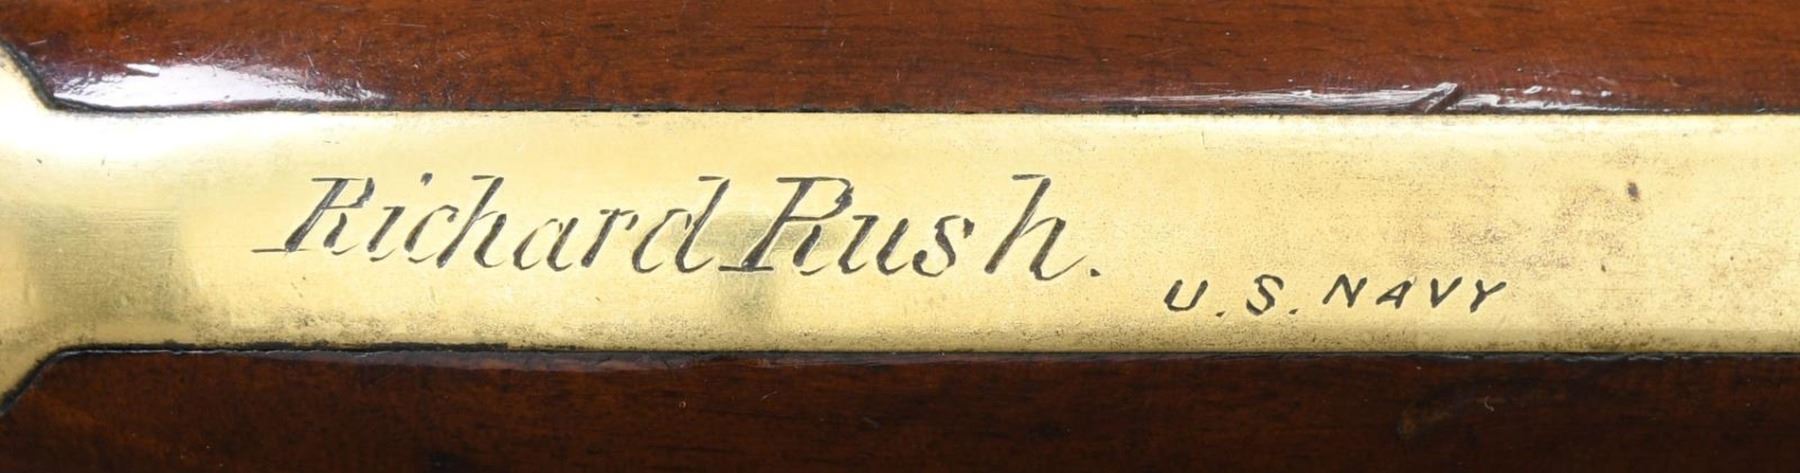 Richard Rush.
U.S. NAVY